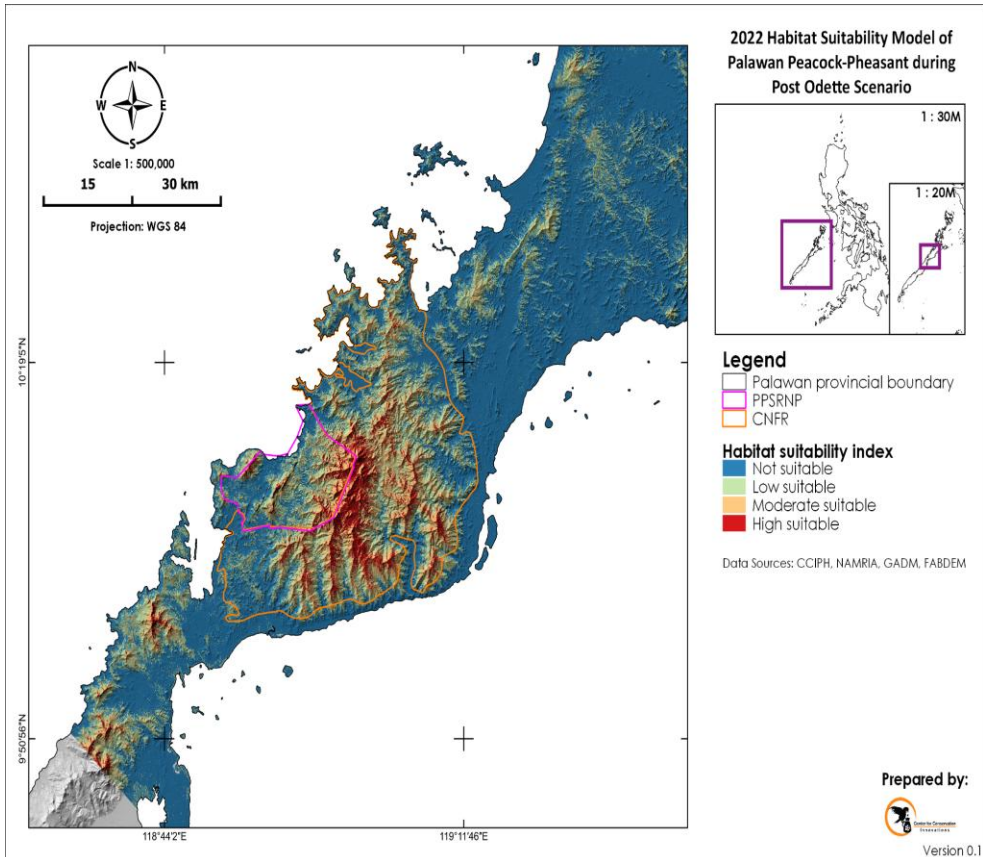 2022 Habitat Suitability Model of
Palawan Peacock-Pheasant during
Post Odette Scenario
N
W
E
S
Scale 1: 500,000
15 30 km
Projection: WGS 84
1 : 30M
1 : 20M
10°19'5"N
9°50'56"N
118°44'2"E
119°11'46"E
Legend
Palawan provincial boundary
PPSRNP
CNFR
Habitat suitability index
Not suitable
Low suitable
Moderate suitable
High suitable
Data Sources: CCIPH, NAMRIA, GADM, FABDEM
Prepared by:
Center for Conservation
Innovations
Version 0.1